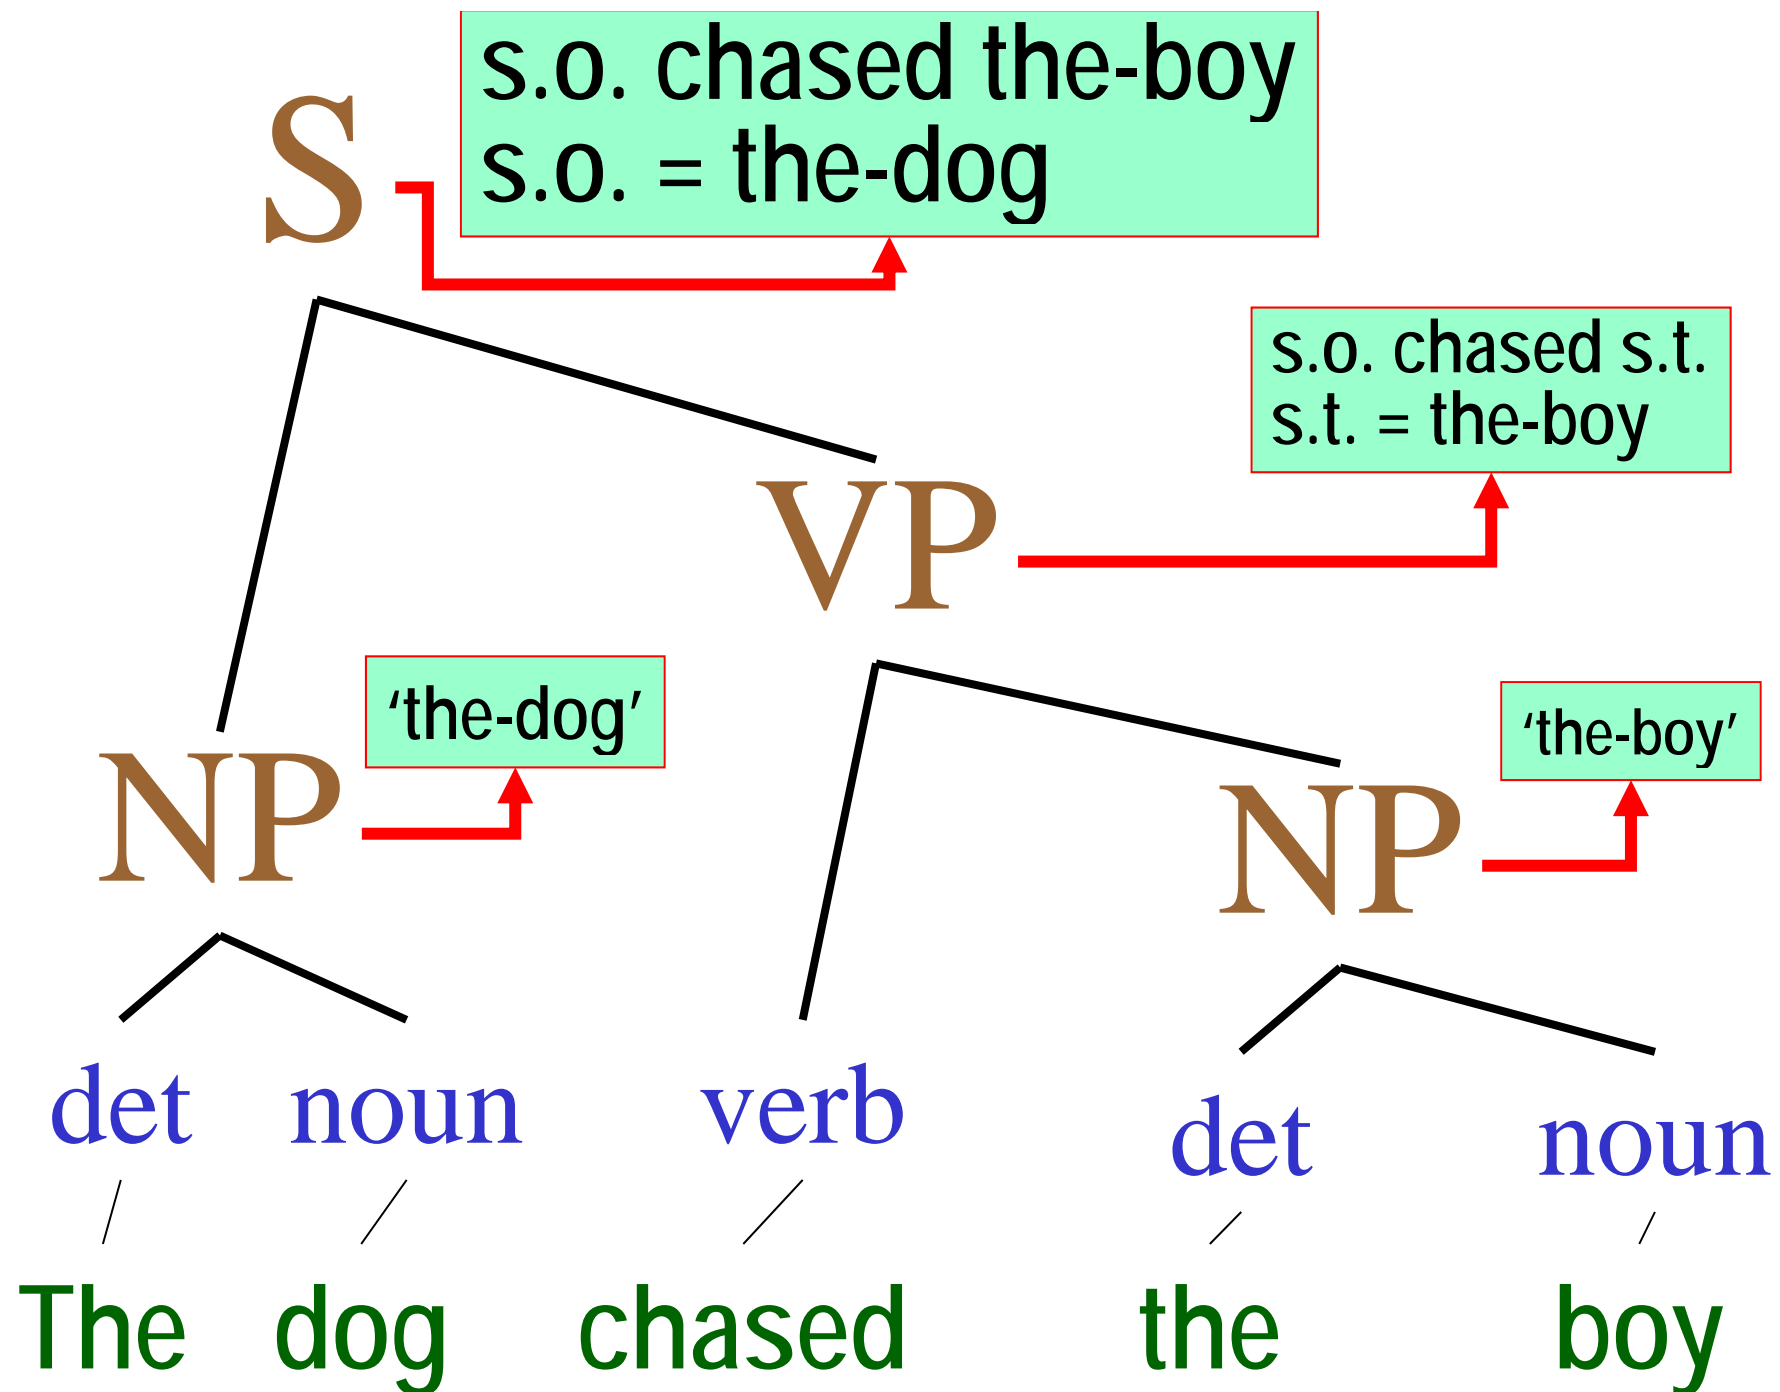 s.o. chased the-boy
s.o. = the-dog
S
s.o. chased s.t.
s.t. = the-boy
VP
‘the-dog’
‘the-boy’
NP
NP
det noun verb det noun
The dog chased the boy